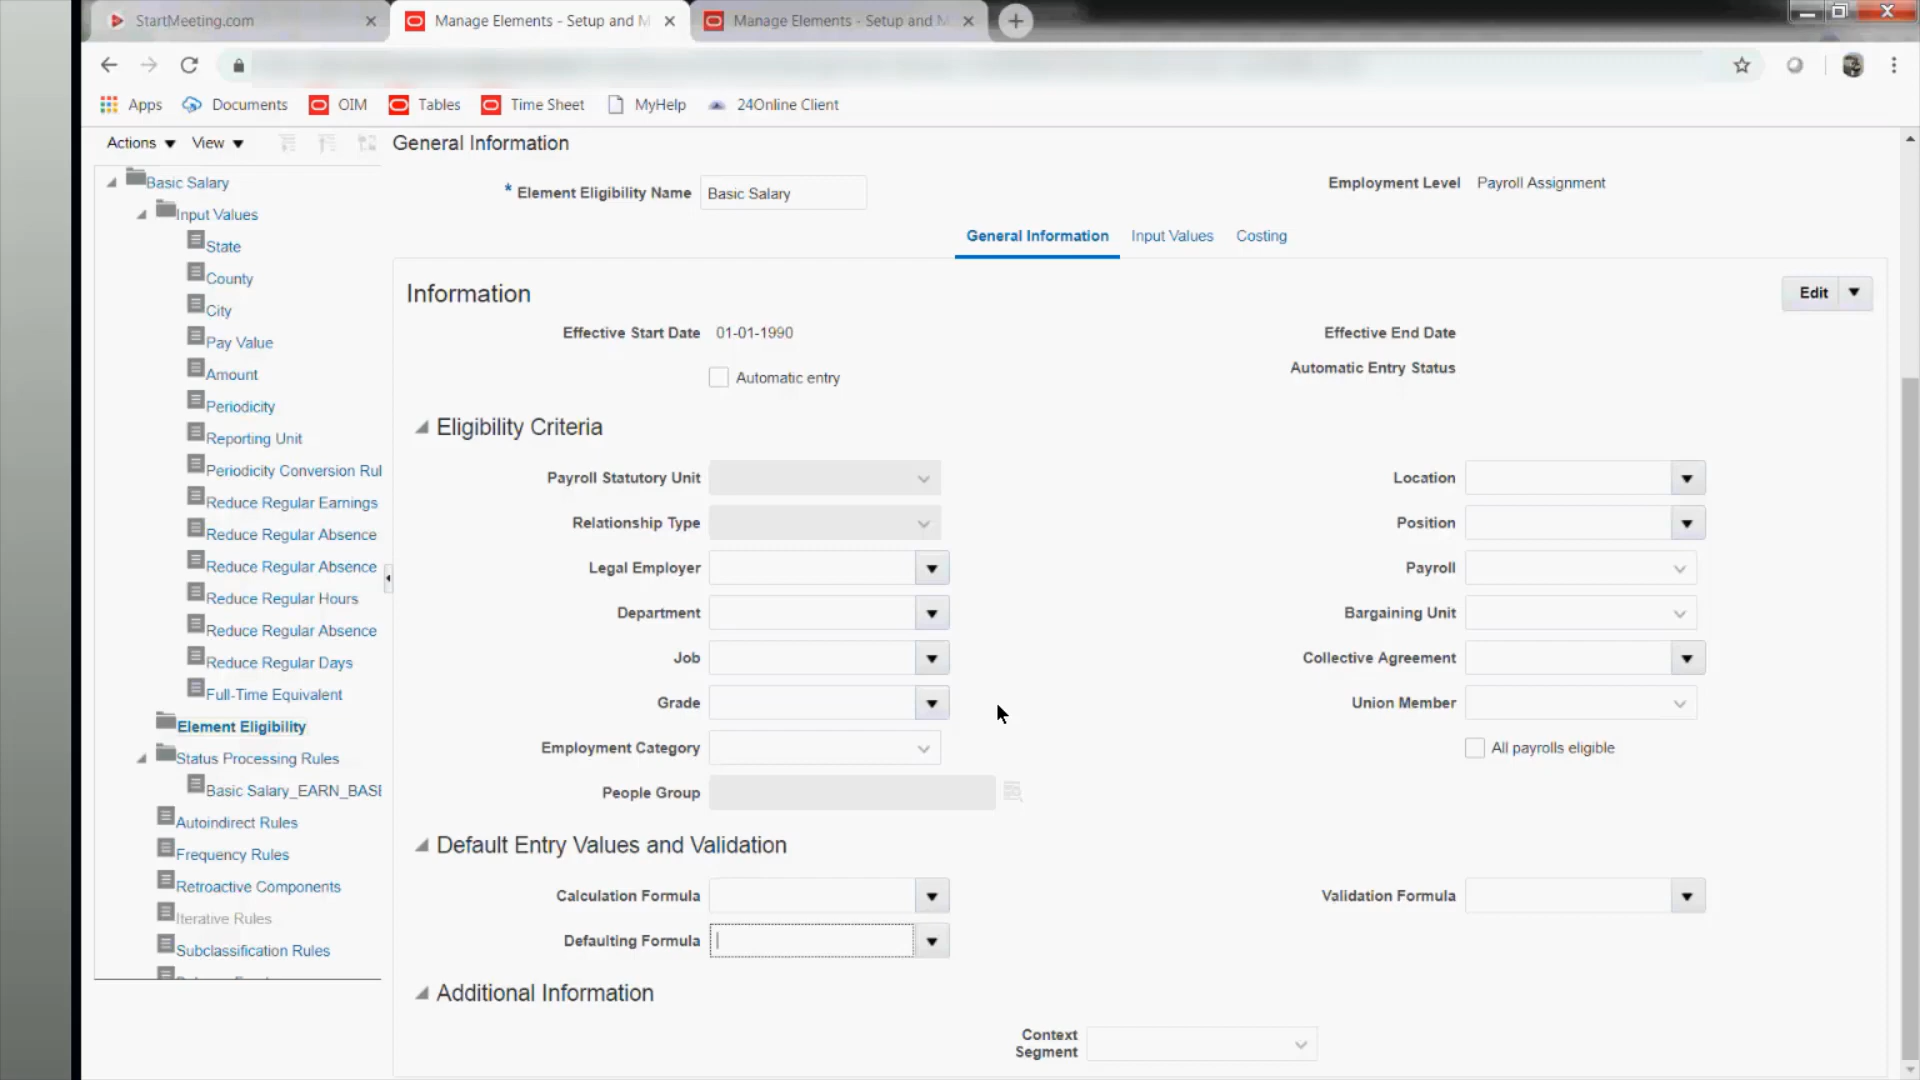 StartMeeting.com
Manage Elements - Setup and M
Manage Elements - Setup and M
Apps
Documents
OIM
Tables
Time Sheet
MyHelp
24Online Client
Actions
View
General Information
Basic Salary
Input Values
State
County
City
Pay Value
Amount
Periodicity
Reporting Unit
Periodicity Conversion Rul
Reduce Regular Earnings
Reduce Regular Absence
Reduce Regular Absence
Reduce Regular Hours
Reduce Regular Absence
Reduce Regular Days
Full-Time Equivalent
Element Eligibility
Status Processing Rules
Basic Salary_EARN_BASE
Autoindirect Rules
Frequency Rules
Retroactive Components
Iterative Rules
Subclassification Rules
* Element Eligibility Name Basic Salary
Employment Level Payroll Assignment
General Information Input Values Costing
Information
Edit
Effective Start Date 01-01-1990
Effective End Date
Automatic entry
Automatic Entry Status
Eligibility Criteria
Payroll Statutory Unit
Location
Relationship Type
Position
Legal Employer
Payroll
Department
Bargaining Unit
Job
Collective Agreement
Grade
Union Member
Employment Category
All payrolls eligible
People Group
Default Entry Values and Validation
Calculation Formula
Validation Formula
Defaulting Formula
Additional Information
Context
Segment